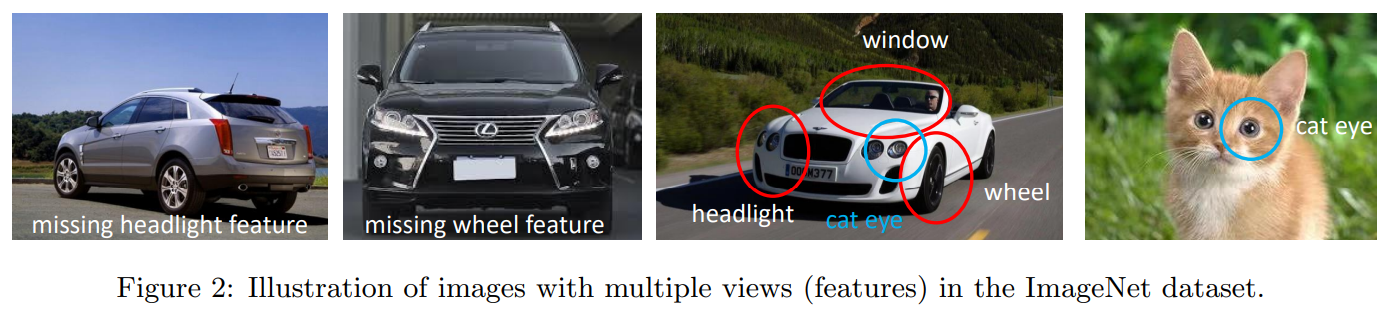 missing headlight feature
missing wheel feature
window
headlight
cat eye
wheel
cat eye
Figure 2: Illustration of images with multiple views (features) in the ImageNet dataset.